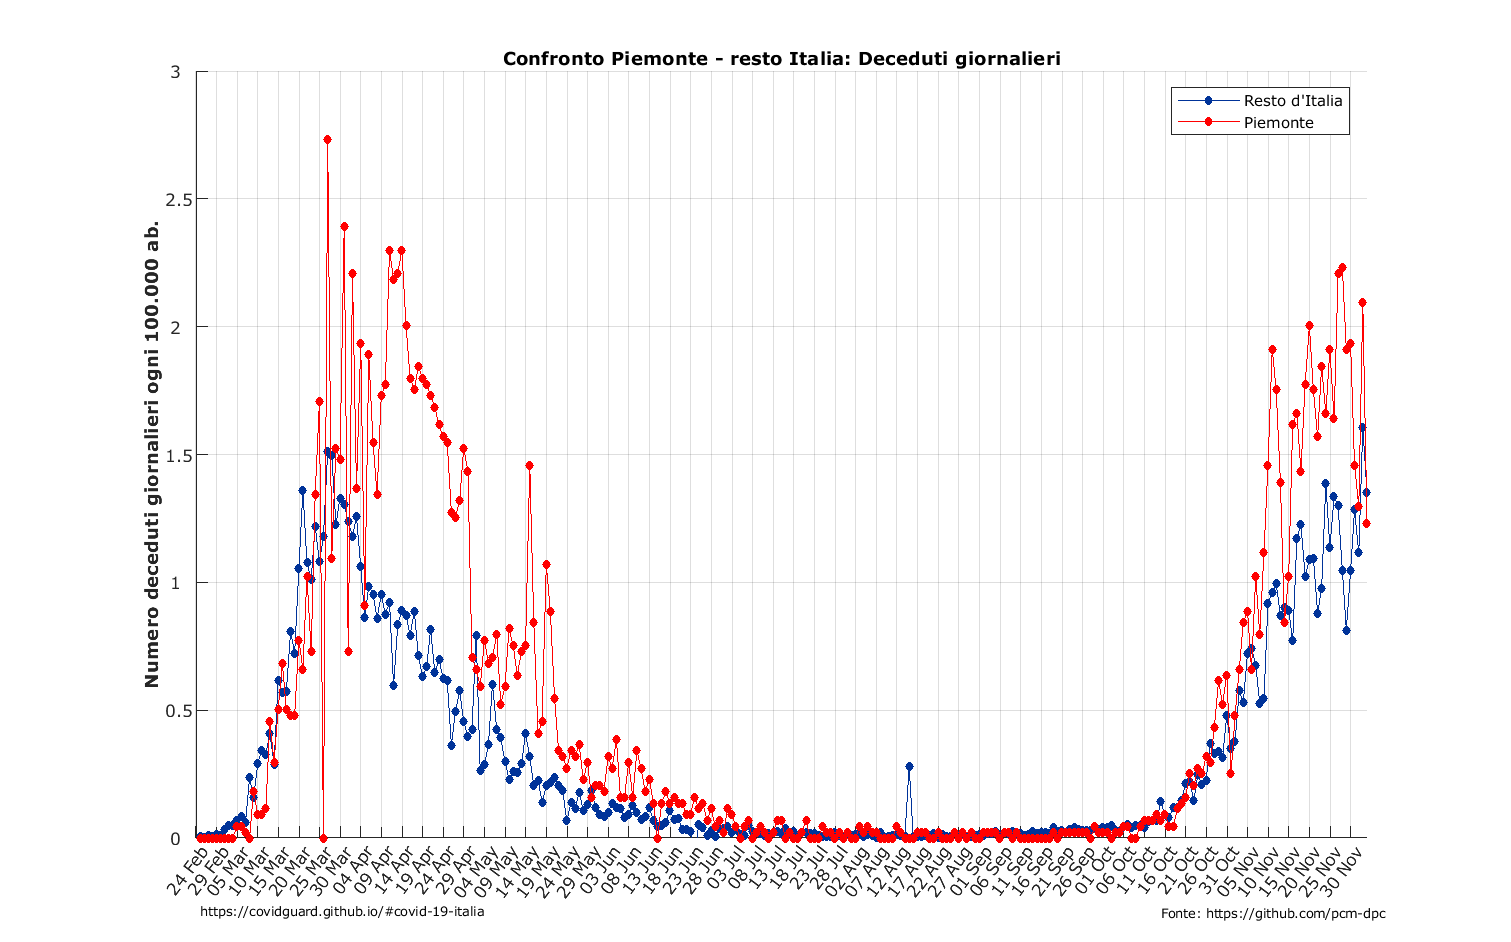 Confronto Piemonte - resto Italia: Deceduti giornalieri
Numero deceduti giornalieri ogni 100.000 ab.
3
2.5
2
1.5
1
0.5
0
Resto d'Italia
Piemonte
24 Feb
29 Feb
05 Mar
10 Mar
15 Mar
20 Mar
25 Mar
30 Mar
04 Apr
09 Apr
14 Apr
19 Apr
24 Apr
29 Apr
04 May
09 May
14 May
19 May
24 May
29 May
03 Jun
08 Jun
13 Jun
18 Jun
23 Jun
28 Jun
03 Jul
08 Jul
13 Jul
18 Jul
23 Jul
28 Jul
02 Aug
07 Aug
12 Aug
17 Aug
22 Aug
27 Aug
01 Sep
06 Sep
11 Sep
16 Sep
21 Sep
26 Sep
01 Oct
06 Oct
11 Oct
16 Oct
21 Oct
26 Oct
31 Oct
05 Nov
10 Nov
15 Nov
20 Nov
25 Nov
30 Nov
https://covidguard.github.io/#covid-19-italia
Fonte: https://github.com/pcm-dpc